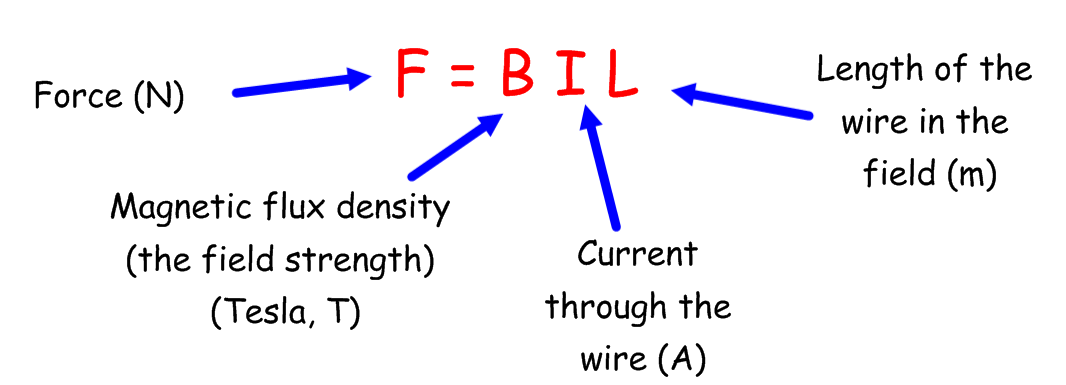 F = B I L
Force (N)
Length of the
wire in the
field (m)
Magnetic flux density
(the field strength)
(Tesla, T)
Current
through the
wire (A)